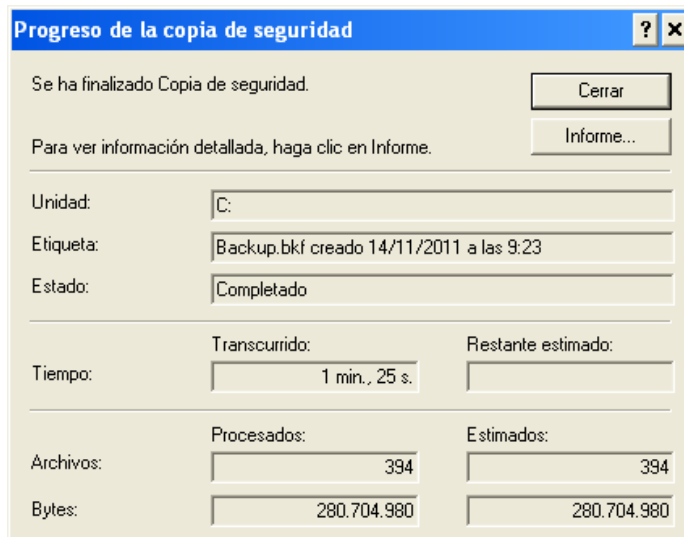 Progreso de la copia de seguridad
Se ha finalizado Copia de seguridad.
Cerrar
Para ver información detallada, haga clic en Informe.
Informe...
Unidad: C:
Etiqueta: Backup.bkf creado 14/11/2011 a las 9:23
Estado: Completado
Transcurrido: Restante estimado:
Tiempo: 1 min., 25 s.
Procesados: Estimados:
Archivos: 394 394
Bytes: 280.704.980 280.704.980